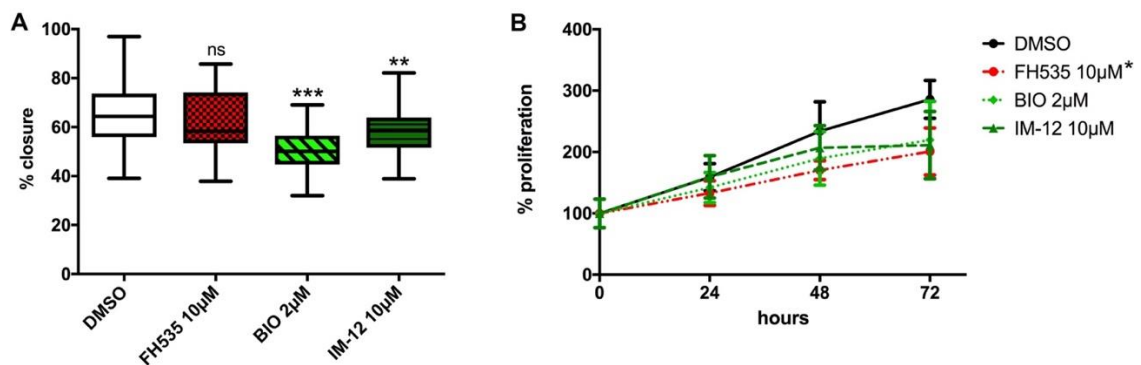 A
% closure
100
80
60
40
20
0
ns
***
**
DMSO
FH535 10µM
BIO 2µM
IM-12 10µM
B
% proliferation
400
300
200
100
0
0
24
48
72
hours
DMSO
FH535 10µM*
BIO 2µM
IM-12 10µM